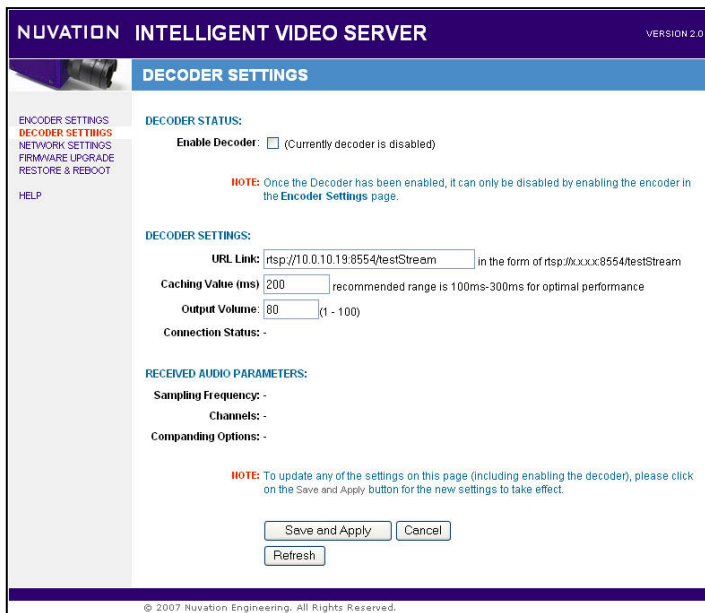 NUVATION INTELLIGENT VIDEO SERVER
VERSION 2.0
DECODER SETTINGS
ENCODER SETTINGS
DECODER SETTINGS
NETWORK SETTINGS
FIRMWARE UPGRADE
RESTORE & REBOOT
HELP
DECODER STATUS:
Enable Decoder: (Currently decoder is disabled)
NOTE: Once the Decoder has been enabled, it can only be disabled by enabling the encoder in
the Encoder Settings page.
DECODER SETTINGS:
URL Link: rtsp://10.0.10.19:8554/testStream in the form of rtsp://x.x.x.x:8554/testStream
Caching Value (ms) 200 recommended range is 100ms-300ms for optimal performance
Output Volume: 80 (1 - 100)
Connection Status: -
RECEIVED AUDIO PARAMETERS:
Sampling Frequency: -
Channels: -
Companding Options: -
NOTE: To update any of the settings on this page (including enabling the decoder), please click
on the Save and Apply button for the new settings to take effect.
Save and Apply Cancel
Refresh
© 2007 Nuvation Engineering. All Rights Reserved.